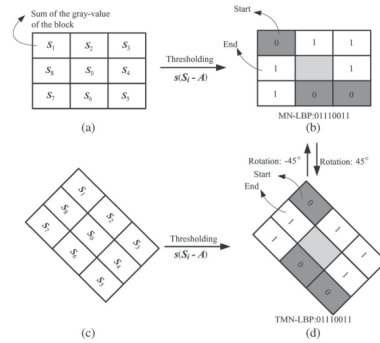 Sum of the gray-value
of the block
S1 S2 S3
S8 S0 S4
S7 S6 S5
(a)
Thresholding
s(Si - A)
Start
End
0 1 1
1 1
1 0 0
MN-LBP:01110011
(b)
Rotation: -45° Rotation: 45°
Start
End
S1
S8 S2
S7 S0 S3
S6 S4
S5
(c)
Thresholding
s(Si - A)
0
1 1
1 1
0 1
0
TMN-LBP:01110011
(d)